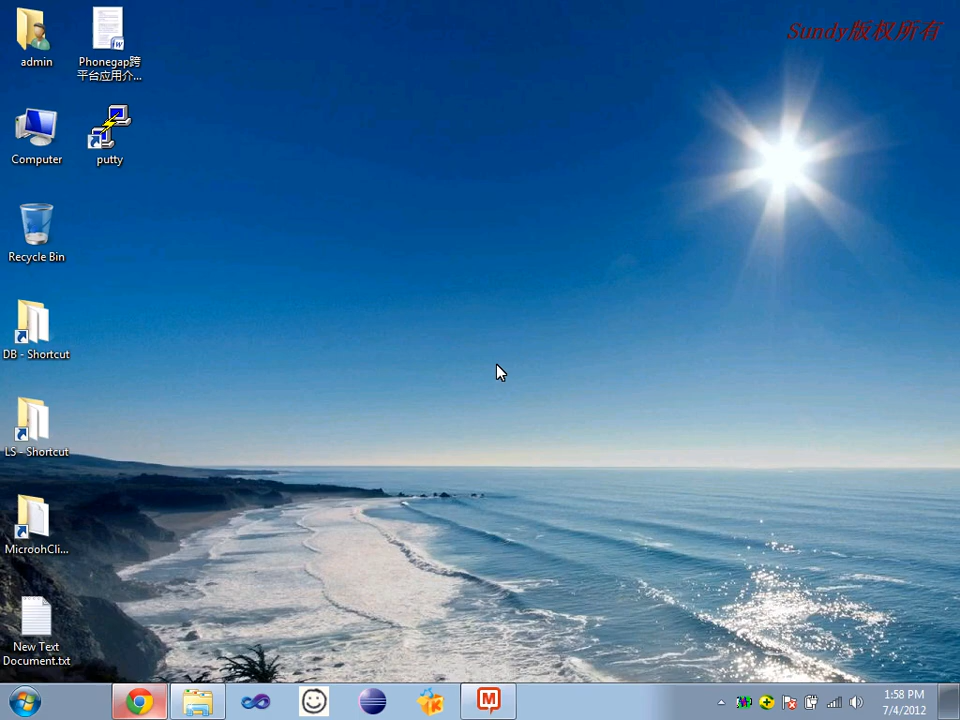 Sundy版权所有
admin
Phonegap跨
平台应用介...
Computer
putty
Recycle Bin
DB - Shortcut
LS - Shortcut
MicroohCli...
New Text
Document.txt
1:58 PM
7/4/2012